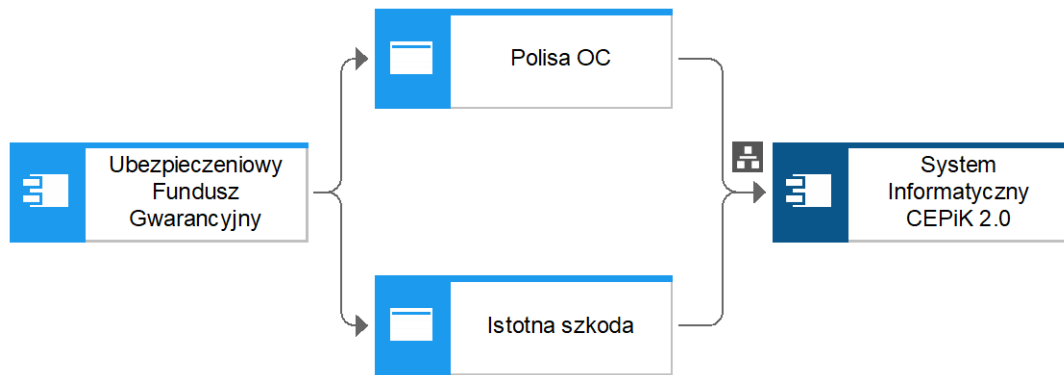 Polisa OC
Ubezpieczeniowy
Fundusz
Gwarancyjny
System
Informatyczny
CEPiK 2.0
Istotna szkoda